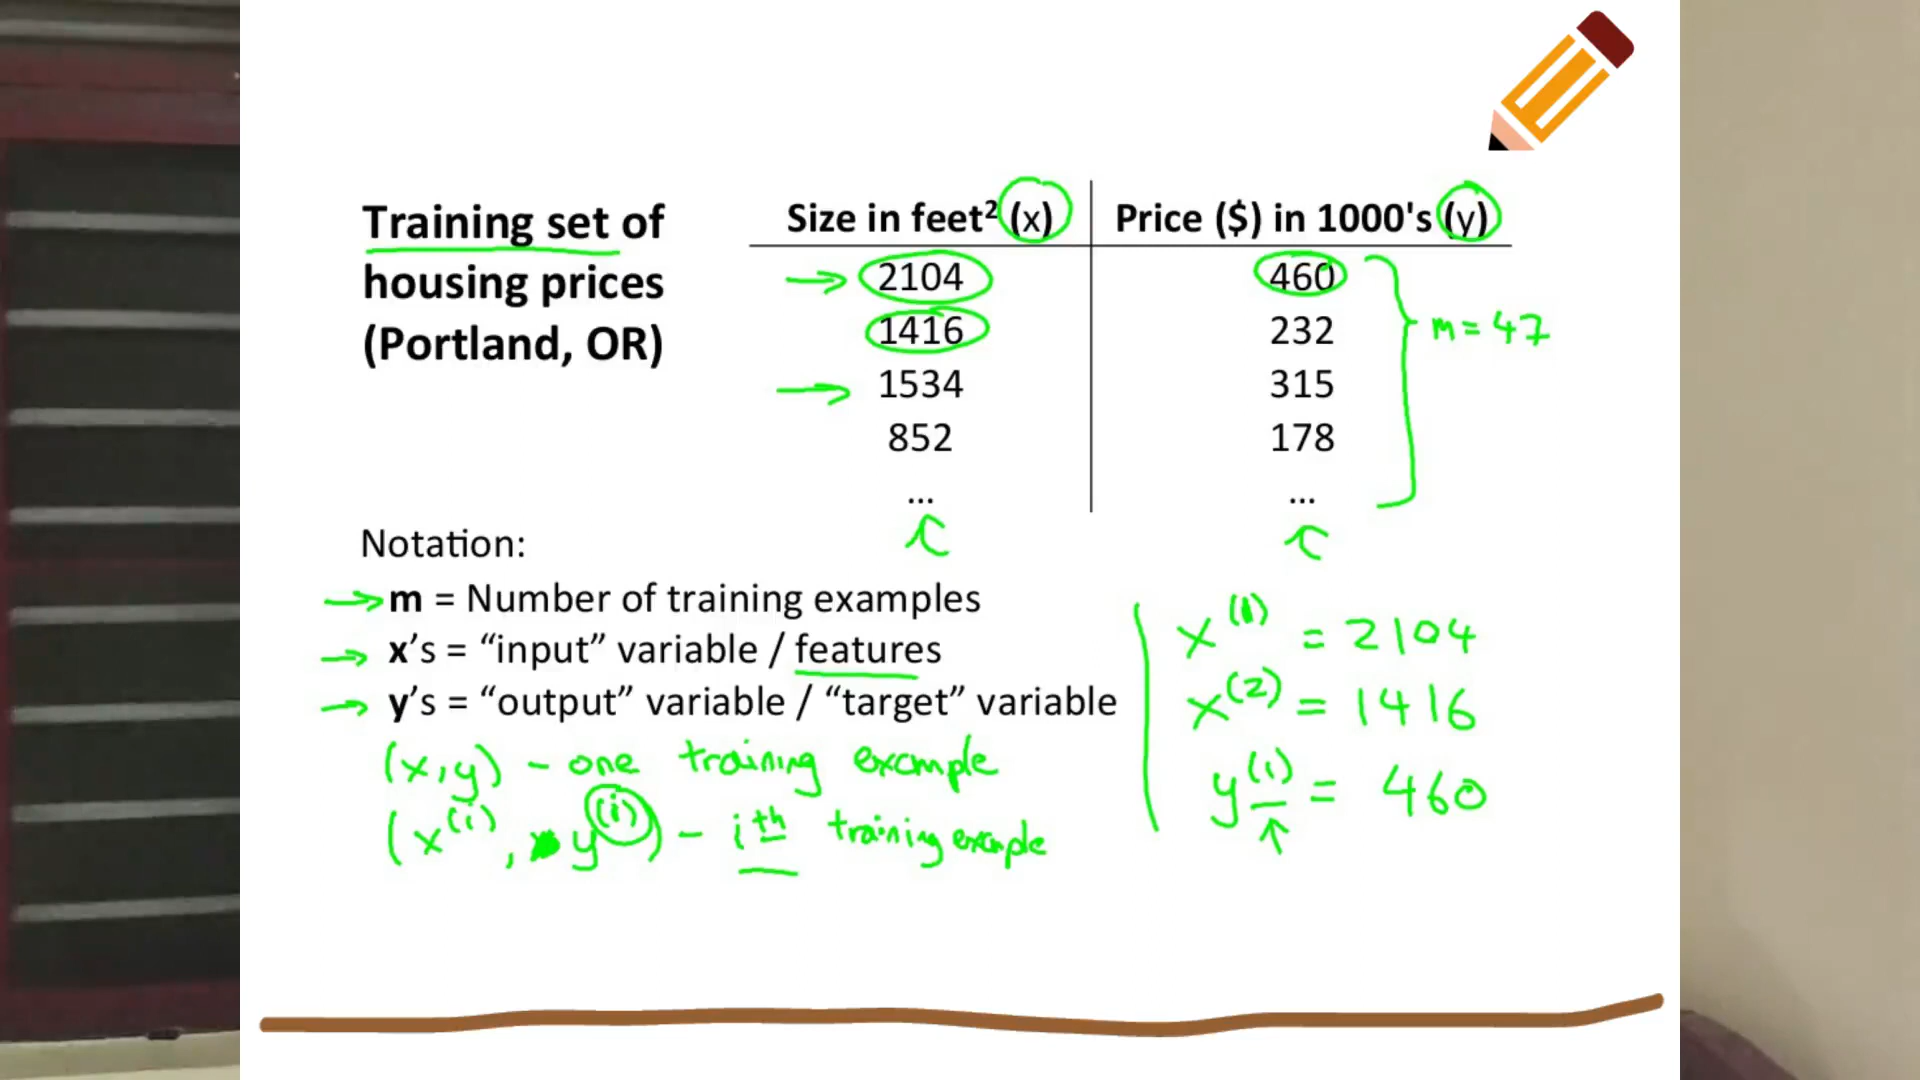 Training set of
housing prices
(Portland, OR)
Size in feet² (x) Price ($) in 1000's (y)
→ 2104 460
1416 232
→ 1534 315
852 178
... ...
m = 47
Notation:
→ m = Number of training examples
→ x’s = “input” variable / features
→ y’s = “output” variable / “target” variable
(x, y) - one training example
(x⁽ⁱ⁾, y⁽ⁱ⁾) - iᵗʰ training example
x⁽¹⁾ = 2104
x⁽²⁾ = 1416
y⁽¹⁾ = 460